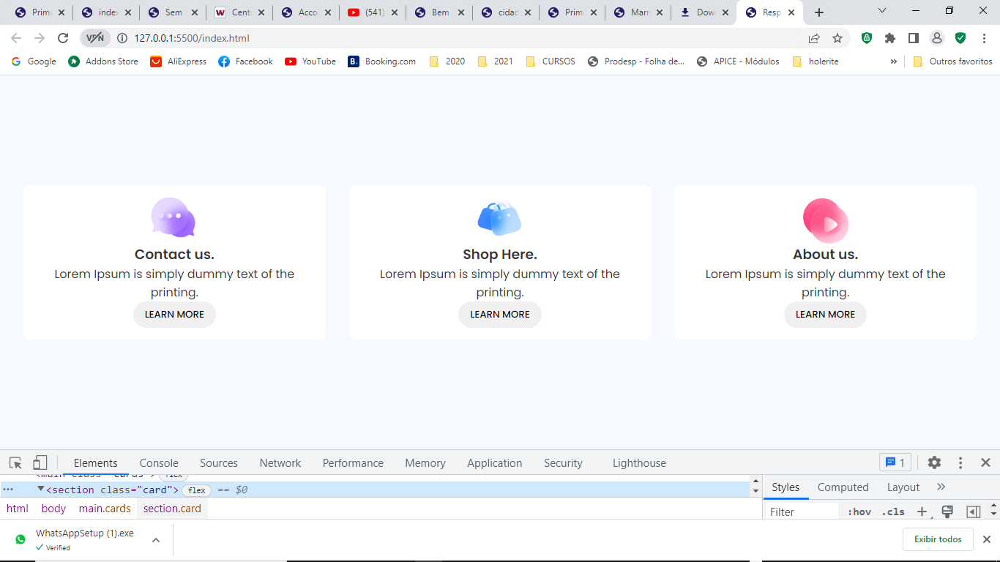 Prime
index
Sem
W Cent
Acco
(541)
Bem
cidad
Prim
Marr
Dow
Resp
VPN 127.0.0.1:5500/index.html
Google Addons Store AliExpress Facebook YouTube B. Booking.com 2020 2021 CURSOS Prodesp - Folha de... APICE - Módulos holerite » Outros favoritos
Contact us.
Lorem Ipsum is simply dummy text of the
printing.
LEARN MORE
Shop Here.
Lorem Ipsum is simply dummy text of the
printing.
LEARN MORE
About us.
Lorem Ipsum is simply dummy text of the
printing.
LEARN MORE
Elements Console Sources Network Performance Memory Application Security Lighthouse 1
<main class="cards"> flex
<section class="card"> flex == $0
html body main.cards section.card
Styles Computed Layout »
Filter :hov .cls
WhatsAppSetup (1).exe
Verified
Exibir todos